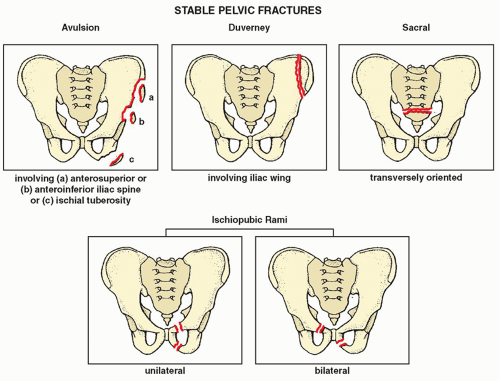 STABLE PELVIC FRACTURES
Avulsion
Duverney
Sacral
a
b
c
involving (a) anterosuperior or
(b) anteroinferior iliac spine
or (c) ischial tuberosity
involving iliac wing
transversely oriented
Ischiopubic Rami
unilateral
bilateral